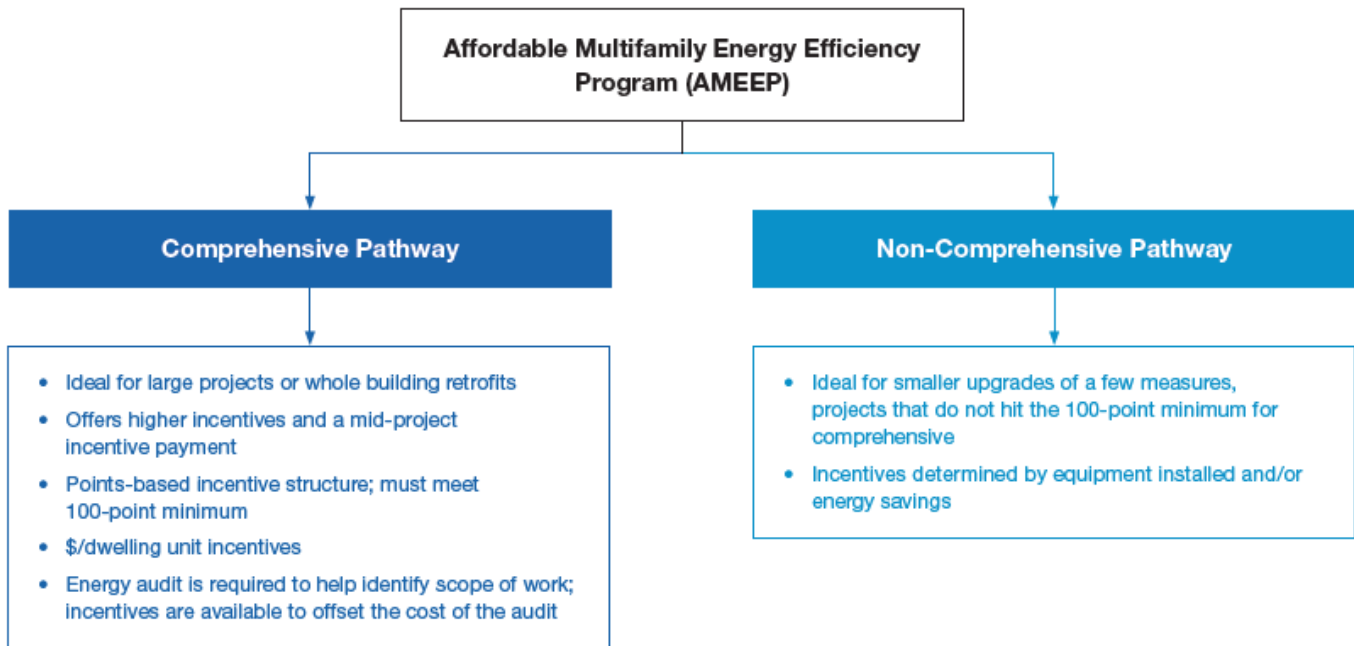 Affordable Multifamily Energy Efficiency
Program (AMEEP)
Comprehensive Pathway
• Ideal for large projects or whole building retrofits
• Offers higher incentives and a mid-project
incentive payment
• Points-based incentive structure; must meet
100-point minimum
• $/dwelling unit incentives
• Energy audit is required to help identify scope of work;
incentives are available to offset the cost of the audit
Non-Comprehensive Pathway
• Ideal for smaller upgrades of a few measures,
projects that do not hit the 100-point minimum for
comprehensive
• Incentives determined by equipment installed and/or
energy savings